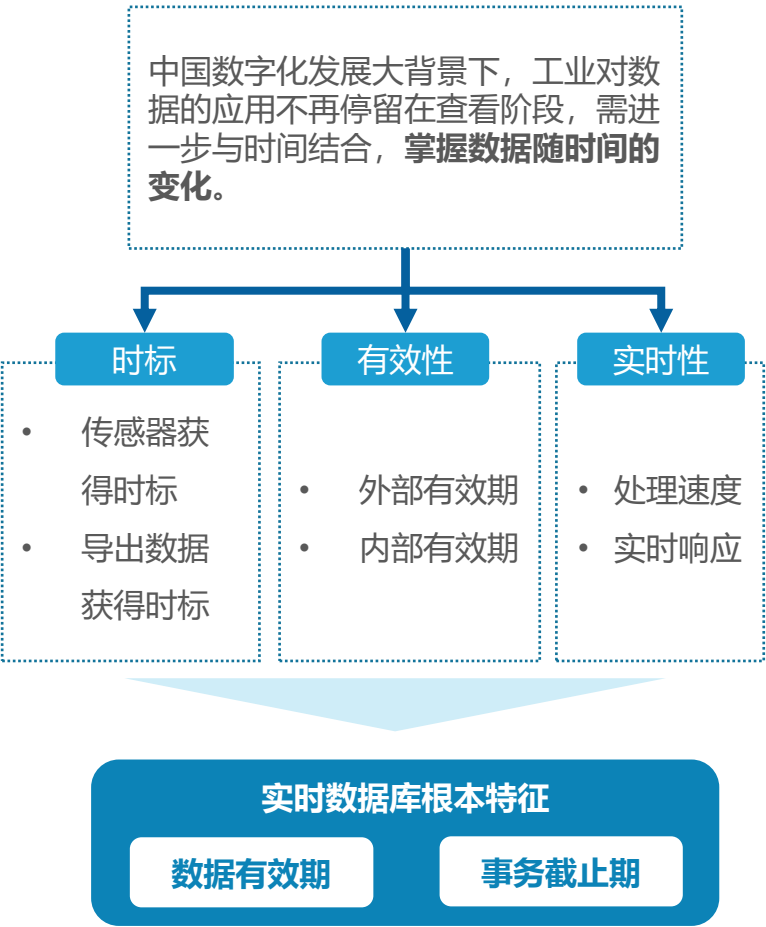 中国数字化发展大背景下，工业对数
据的应用不再停留在查看阶段，需进
一步与时间结合，掌握数据随时间的
变化。
时标
• 传感器获
得时标
• 导出数据
获得时标
有效性
• 外部有效期
• 内部有效期
实时性
• 处理速度
• 实时响应
实时数据库根本特征
数据有效期
事务截止期